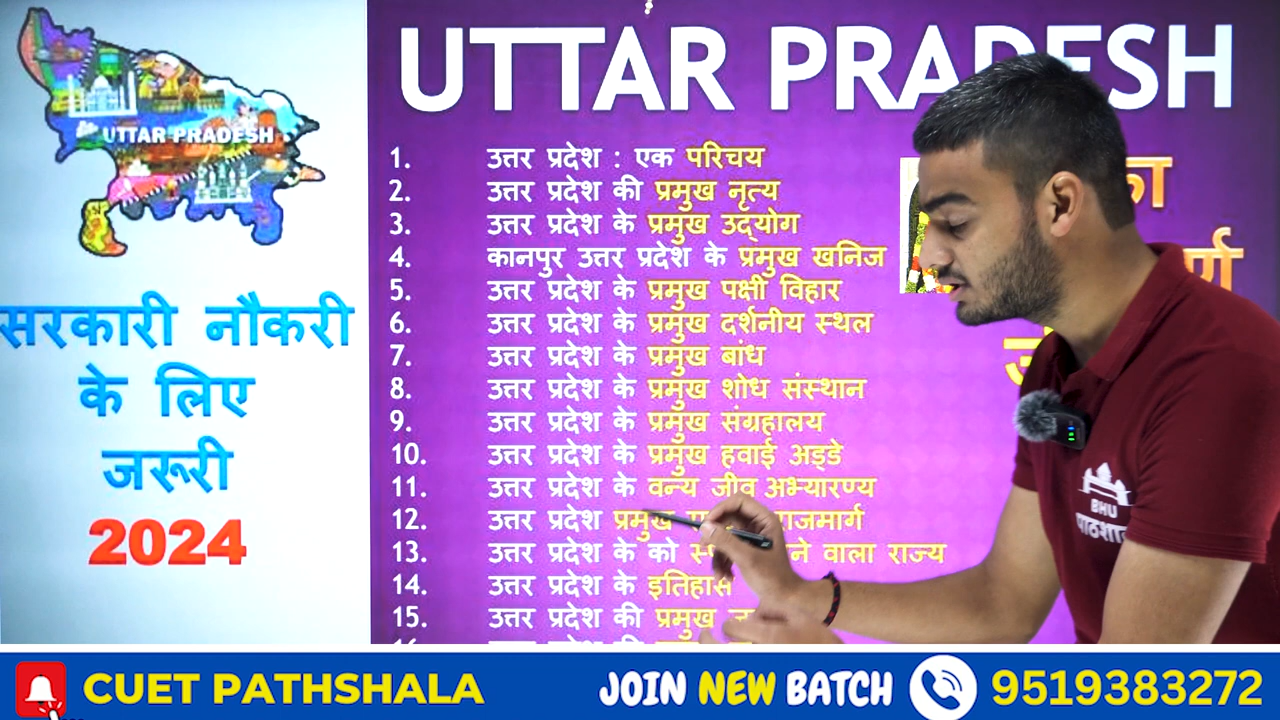 UTTAR PRADESH
UTTAR PRADESH
सरकारी नौकरी
के लिए
जरूरी
2024
1. उत्तर प्रदेश : एक परिचय
2. उत्तर प्रदेश की प्रमुख नृत्य
3. उत्तर प्रदेश के प्रमुख उद्योग
4. कानपुर उत्तर प्रदेश के प्रमुख खनिज
5. उत्तर प्रदेश के प्रमुख पक्षी विहार
6. उत्तर प्रदेश के प्रमुख दर्शनीय स्थल
7. उत्तर प्रदेश के प्रमुख बांध
8. उत्तर प्रदेश के प्रमुख शोध संस्थान
9. उत्तर प्रदेश के प्रमुख संग्रहालय
10. उत्तर प्रदेश के प्रमुख हवाई अड्डे
11. उत्तर प्रदेश के वन्य जीव अभ्यारण्य
12. उत्तर प्रदेश प्रमुख राजमार्ग
13. उत्तर प्रदेश के को वाला राज्य
14. उत्तर प्रदेश के इतिहास
15. उत्तर प्रदेश की प्रमुख
का
BHU
CUET PATHSHALA
JOIN NEW BATCH
9519383272